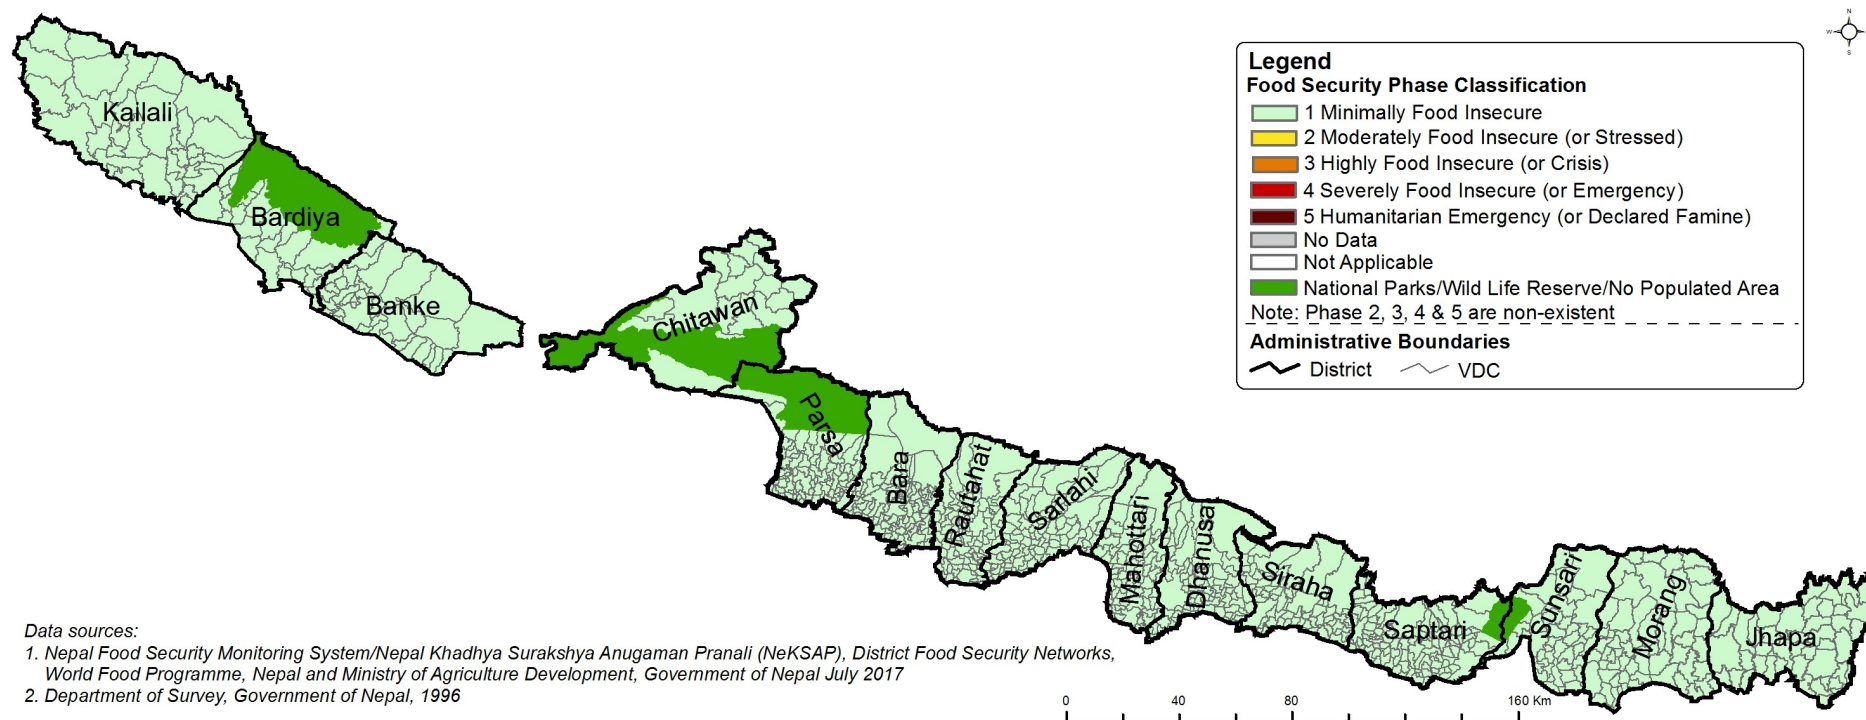 N
W
S
Legend
Food Security Phase Classification
1 Minimally Food Insecure
2 Moderately Food Insecure (or Stressed)
3 Highly Food Insecure (or Crisis)
4 Severely Food Insecure (or Emergency)
5 Humanitarian Emergency (or Declared Famine)
No Data
Not Applicable
National Parks/Wild Life Reserve/No Populated Area
Note: Phase 2, 3, 4 & 5 are non-existent
Administrative Boundaries
District VDC
Kailali
Bardiya
Banke
Chitawan
Parsa
Bara
Rautahat
Sarlahi
Mahottari
Dhanusa
Siraha
Saptari
Sunsari
Morang
Jhapa
Data sources:
1. Nepal Food Security Monitoring System/Nepal Khadhya Surakshya Anugaman Pranali (NeKSAP), District Food Security Networks,
World Food Programme, Nepal and Ministry of Agriculture Development, Government of Nepal July 2017
2. Department of Survey, Government of Nepal, 1996
0 40 80 160 Km